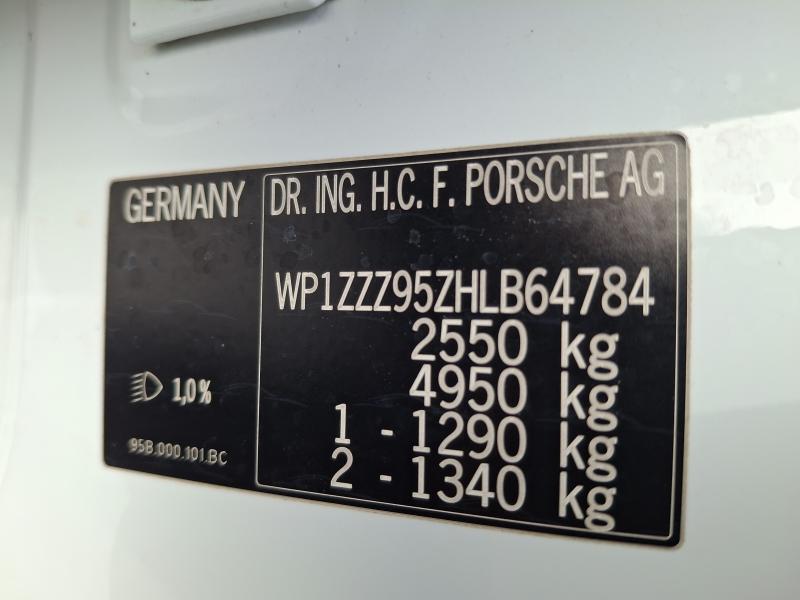 GERMANY
DR. ING. H.C. F. PORSCHE AG
WP1ZZZ95ZHLB64784
2550 kg
4950 kg
1 - 1290 kg
2 - 1340 kg
1,0%
95B.000.101.BC